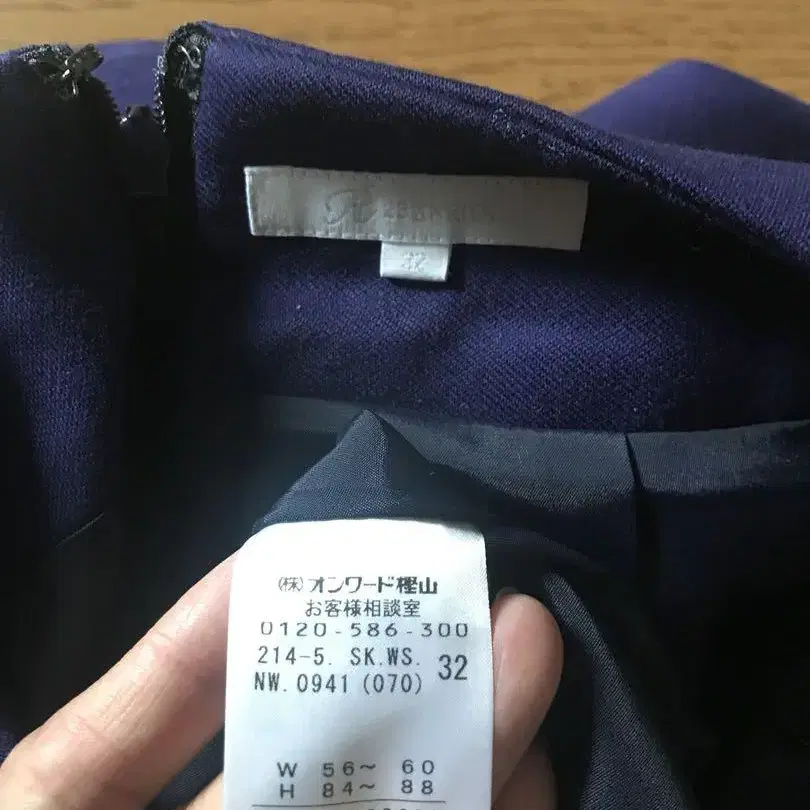 32
(株)オンワード樫山
お客様相談室
0120-586-300
214-5. SK.WS. 32
NW. 0941 (070)
W 56〜 60
H 84〜 88